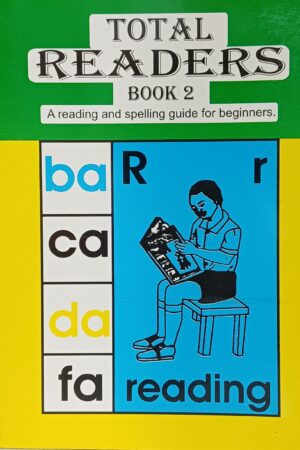 TOTAL
READERS
BOOK 2
A reading and spelling guide for beginners.
ba
R r
ca
da
fa
reading